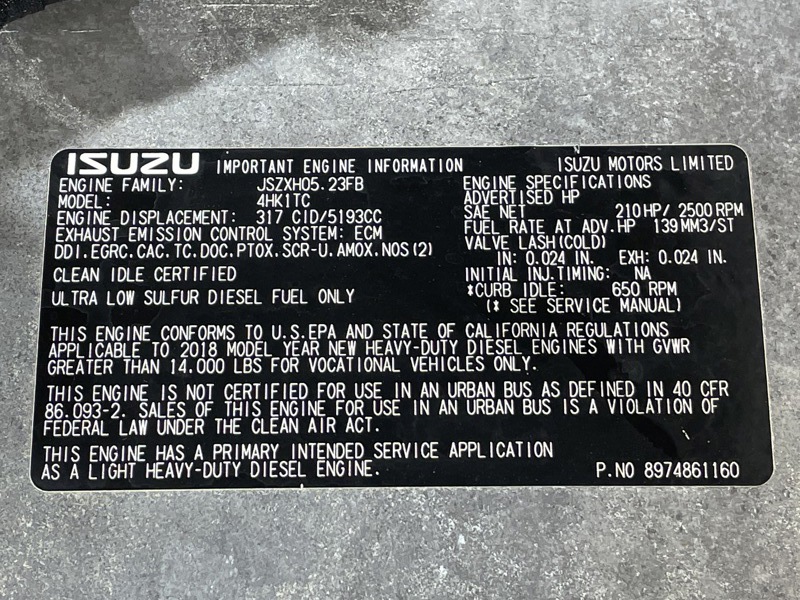 ISUZU IMPORTANT ENGINE INFORMATION ISUZU MOTORS LIMITED
ENGINE FAMILY: JSZXH05.23FB
MODEL: 4HK1TC
ENGINE DISPLACEMENT: 317 CID/5193CC
EXHAUST EMISSION CONTROL SYSTEM: ECM
DDI.EGRC.CAC.TC.DOC.PTOX.SCR-U.AMOX.NOS(2)
CLEAN IDLE CERTIFIED
ULTRA LOW SULFUR DIESEL FUEL ONLY
ENGINE SPECIFICATIONS
ADVERTISED HP
SAE NET 210HP/2500RPM
FUEL RATE AT ADV.HP 139MM3/ST
VALVE LASH(COLD)
IN: 0.024 IN. EXH: 0.024 IN.
INITIAL INJ.TIMING: NA
*CURB IDLE: 650 RPM
(* SEE SERVICE MANUAL)
THIS ENGINE CONFORMS TO U.S.EPA AND STATE OF CALIFORNIA REGULATIONS
APPLICABLE TO 2018 MODEL YEAR NEW HEAVY-DUTY DIESEL ENGINES WITH GVWR
GREATER THAN 14.000 LBS FOR VOCATIONAL VEHICLES ONLY.
THIS ENGINE IS NOT CERTIFIED FOR USE IN AN URBAN BUS AS DEFINED IN 40 CFR
86.093-2. SALES OF THIS ENGINE FOR USE IN AN URBAN BUS IS A VIOLATION OF
FEDERAL LAW UNDER THE CLEAN AIR ACT.
THIS ENGINE HAS A PRIMARY INTENDED SERVICE APPLICATION
AS A LIGHT HEAVY-DUTY DIESEL ENGINE.
P.NO 8974861160